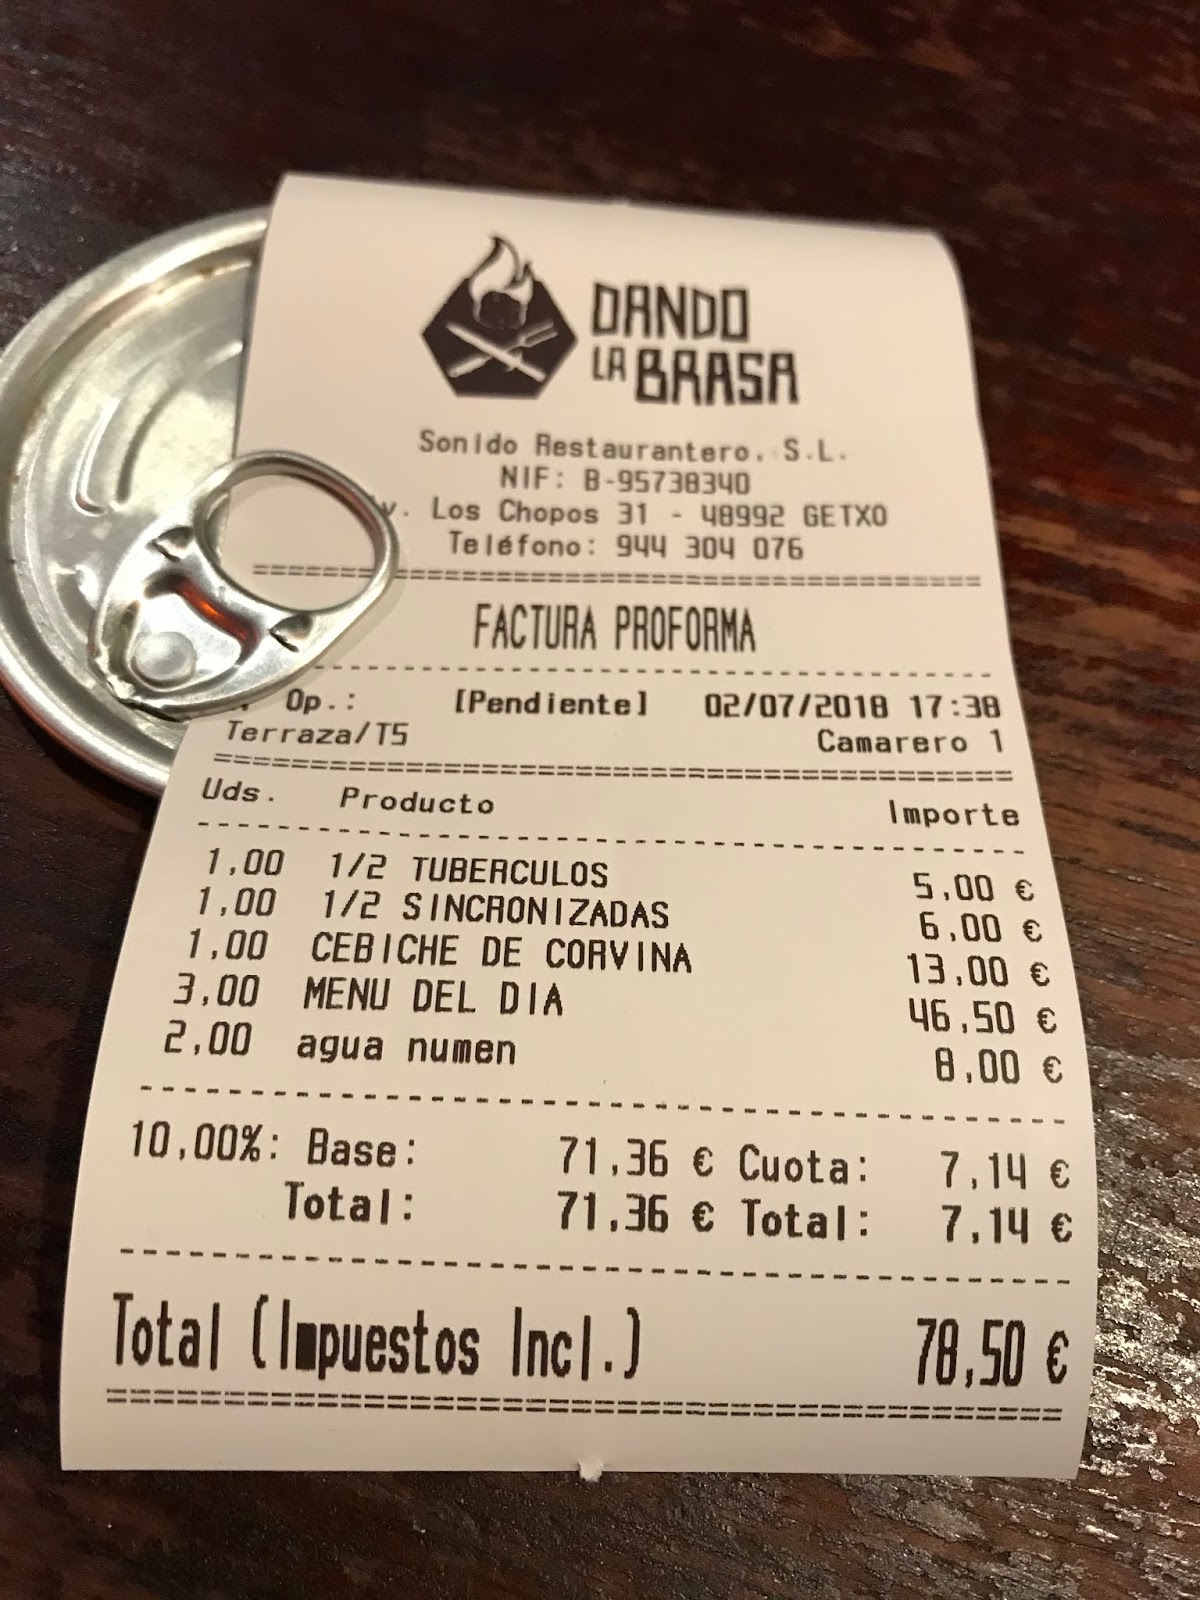 DANDO
LA BRASA
Sonido Restaurantero, S.L.
NIF: B-95738340
v. Los Chopos 31 - 48992 GETXO
Teléfono: 944 304 076
FACTURA PROFORMA
Op.: [Pendiente] 02/07/2018 17:38
Terraza/T5 Camarero 1
Uds. Producto Importe
1,00 1/2 TUBERCULOS 5,00 €
1,00 1/2 SINCRONIZADAS 6,00 €
1,00 CEBICHE DE CORVINA 13,00 €
3,00 MENU DEL DIA 46,50 €
2,00 agua numen 8,00 €
10,00%: Base: 71,36 € Cuota: 7,14 €
Total: 71,36 € Total: 7,14 €
Total (Impuestos Incl.) 78,50 €